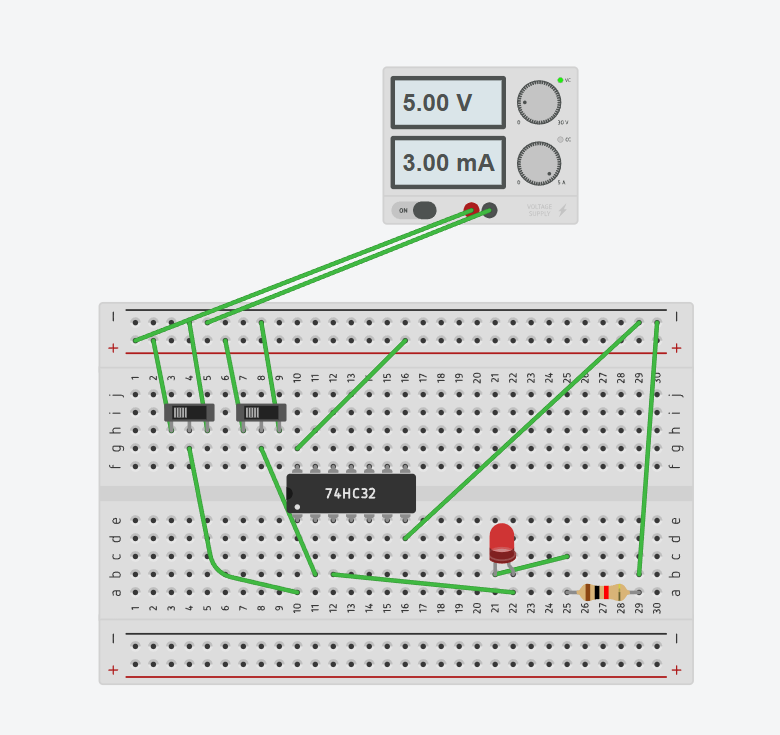 5.00 V
VC
0
30 V
3.00 mA
CC
0
5 A
ON
VOLTAGE
SUPPLY
− −
+ +
1 2 3 4 5 6 7 8 9 10 11 12 13 14 15 16 17 18 19 20 21 22 23 24 25 26 27 28 29 30
j j
i i
h h
g g
f f
74HC32
e e
d d
c c
b b
a a
1 2 3 4 5 6 7 8 9 10 11 12 13 14 15 16 17 18 19 20 21 22 23 24 25 26 27 28 29 30
− −
+ +